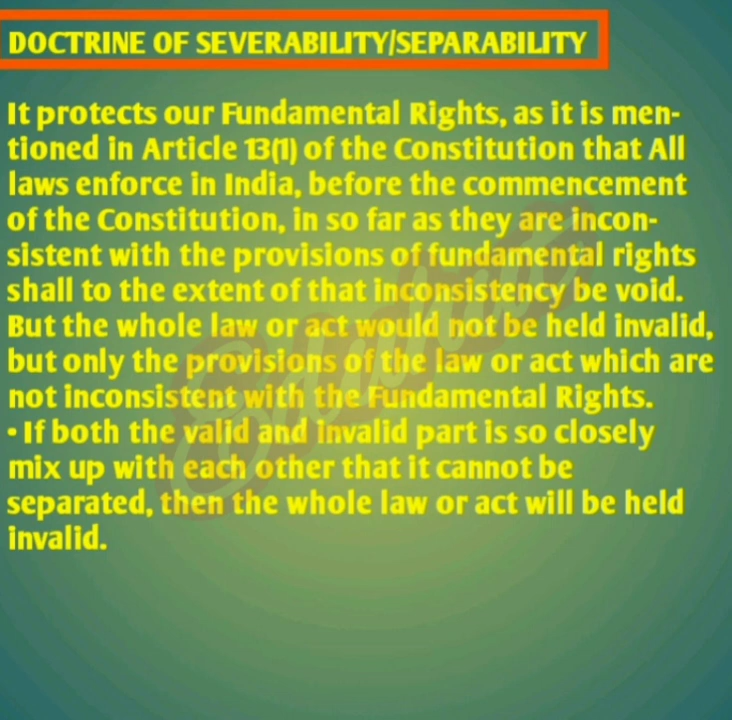 DOCTRINE OF SEVERABILITY/SEPARABILITY
It protects our Fundamental Rights, as it is men-
tioned in Article 13(1) of the Constitution that All
laws enforce in India, before the commencement
of the Constitution, in so far as they are incon-
sistent with the provisions of fundamental rights
shall to the extent of that inconsistency be void.
But the whole law or act would not be held invalid,
but only the provisions of the law or act which are
not inconsistent with the Fundamental Rights.
• If both the valid and invalid part is so closely
mix up with each other that it cannot be
separated, then the whole law or act will be held
invalid.